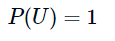 P(U) = 1